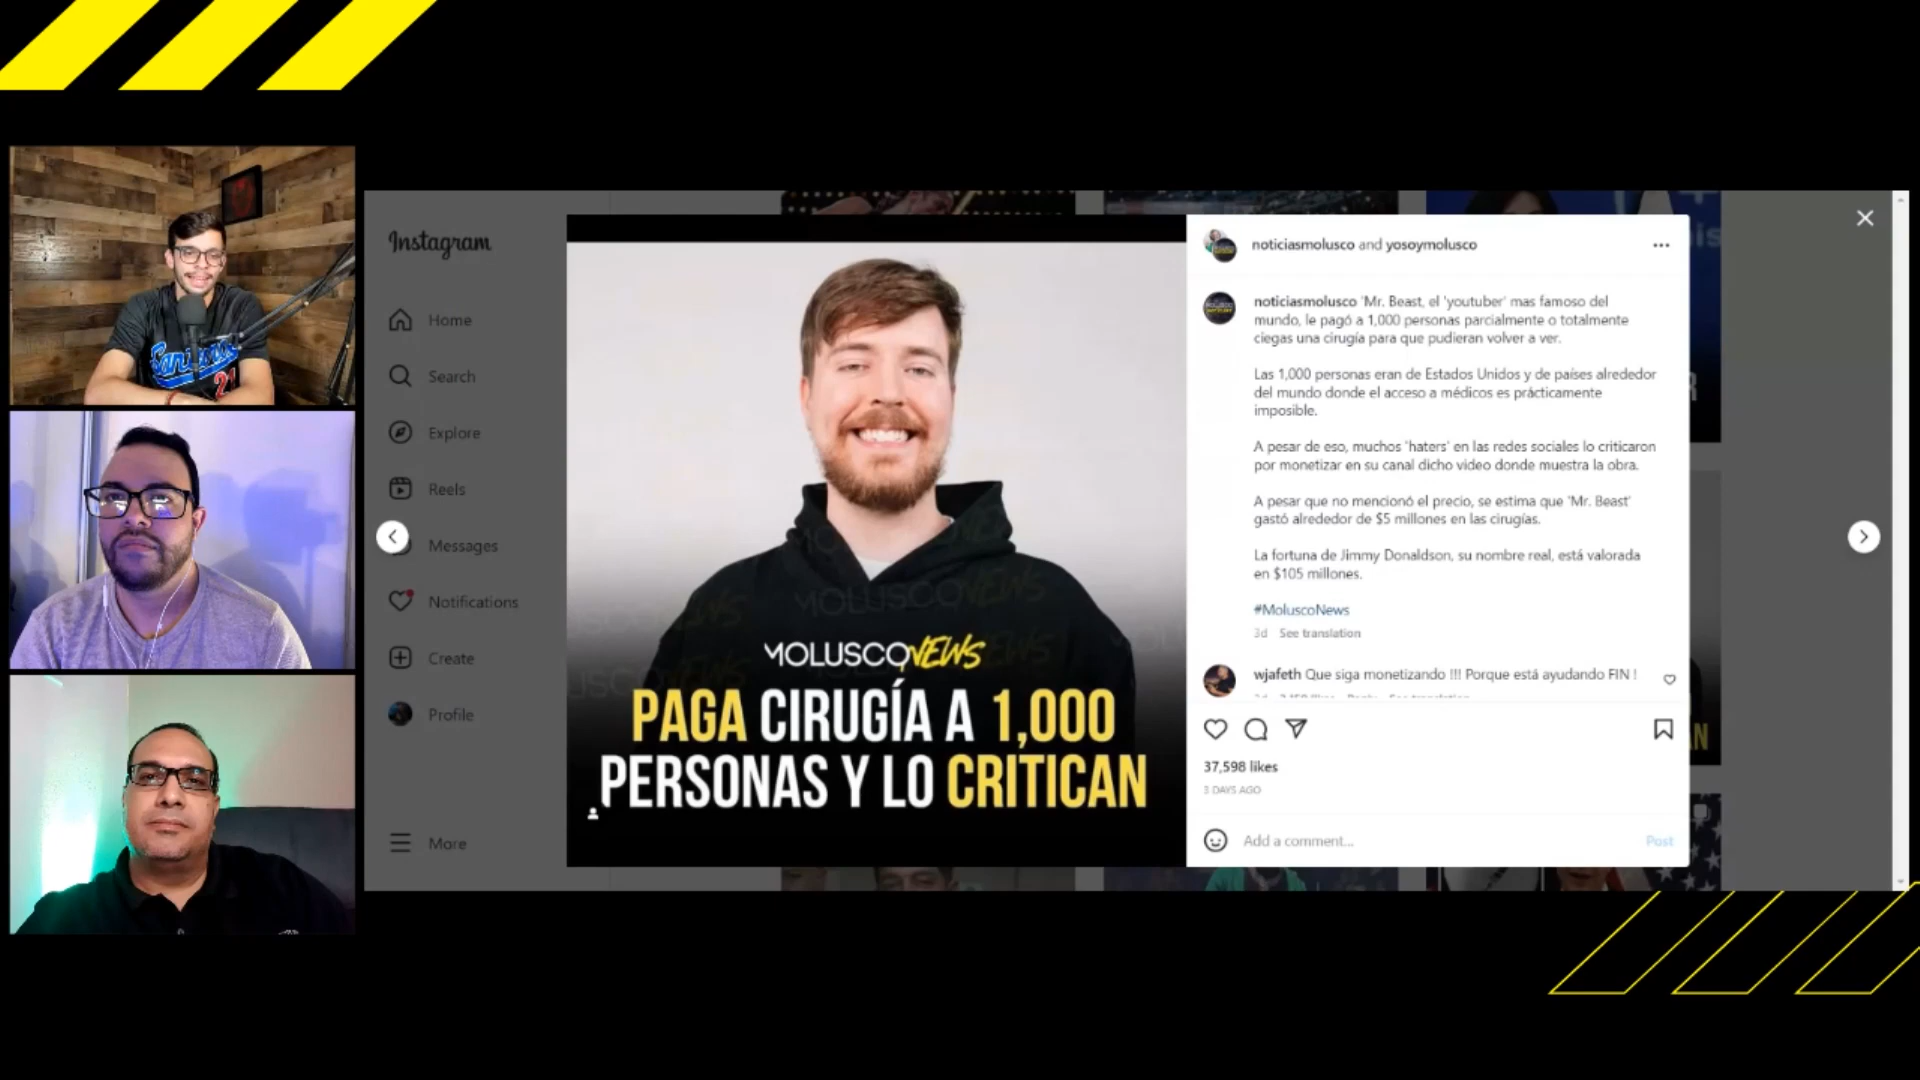 Instagram
Home
Search
Explore
Reels
Messages
Notifications
Create
Profile
More
MOLUSCONEWS
PAGA CIRUGÍA A 1,000
PERSONAS Y LO CRITICAN
noticiasmolusco and yosoymolusco
noticiasmolusco 'Mr. Beast, el 'youtuber' mas famoso del
mundo, le pagó a 1,000 personas parcialmente o totalmente
ciegas una cirugía para que pudieran volver a ver.
Las 1,000 personas eran de Estados Unidos y de países alrededor
del mundo donde el acceso a médicos es prácticamente
imposible.
A pesar de eso, muchos 'haters' en las redes sociales lo criticaron
por monetizar en su canal dicho video donde muestra la obra.
A pesar que no mencionó el precio, se estima que 'Mr. Beast'
gastó alrededor de $5 millones en las cirugías.
La fortuna de Jimmy Donaldson, su nombre real, está valorada
en $105 millones.
#MoluscoNews
3d See translation
wjafeth Que siga monetizando !!! Porque está ayudando FIN !
37,598 likes
3 DAYS AGO
Add a comment...
Post